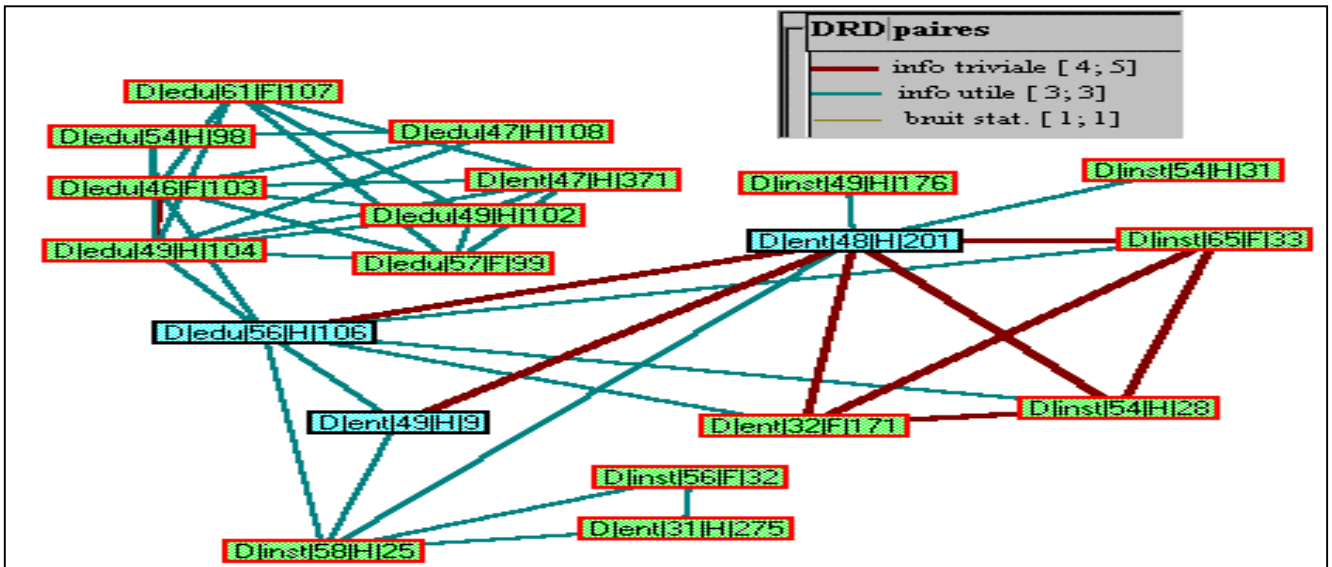 DRD paires
info triviale [ 4; 5]
info utile [ 3; 3]
bruit stat. [ 1; 1]
D|edu|61|F|107
D|edu|54|H|98
D|edu|47|H|108
D|edu|46|F|103
D|ent|47|H|371
D|edu|49|H|102
D|edu|49|H|104
D|edu|57|F|99
D|inst|54|H|31
D|inst|49|H|176
D|ent|48|H|201
D|inst|65|F|33
D|edu|56|H|106
D|ent|49|H|9
D|ent|32|F|171
D|inst|54|H|28
D|inst|56|F|32
D|ent|31|H|275
D|inst|58|H|25